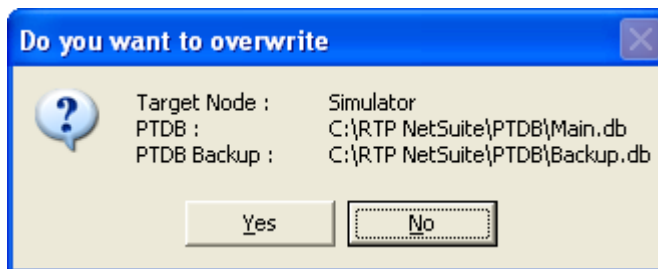 Do you want to overwrite
Target Node : Simulator
PTDB : C:\RTP NetSuite\PTDB\Main.db
PTDB Backup : C:\RTP NetSuite\PTDB\Backup.db
Yes No